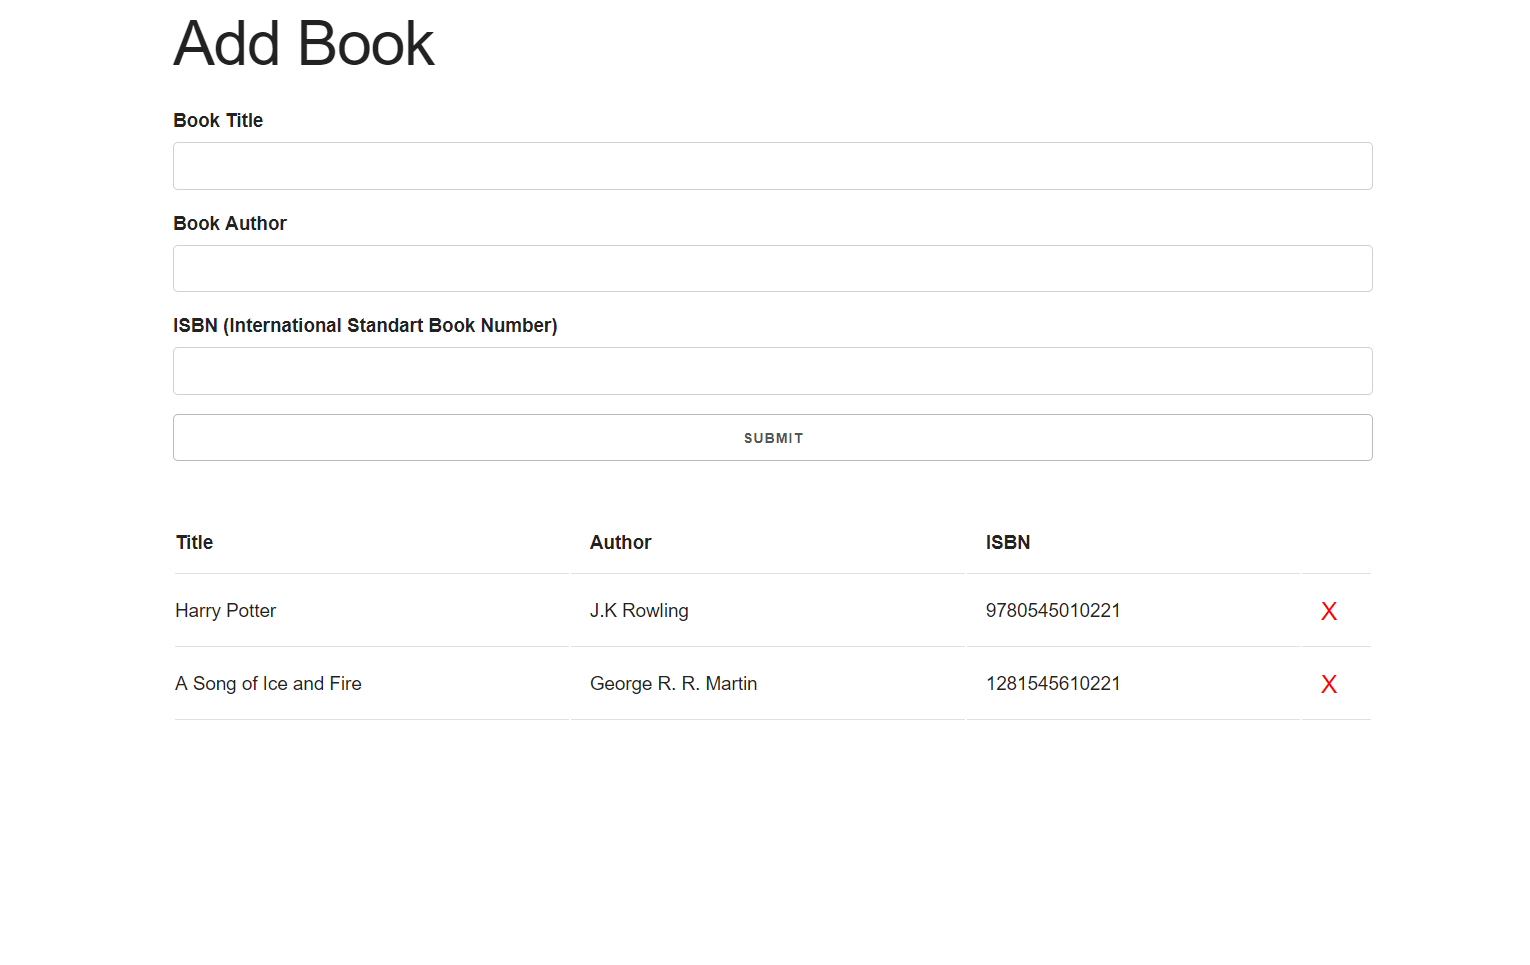 Add Book
Book Title
Book Author
ISBN (International Standart Book Number)
SUBMIT
Title Author ISBN
Harry Potter J.K Rowling 9780545010221 X
A Song of Ice and Fire George R. R. Martin 1281545610221 X